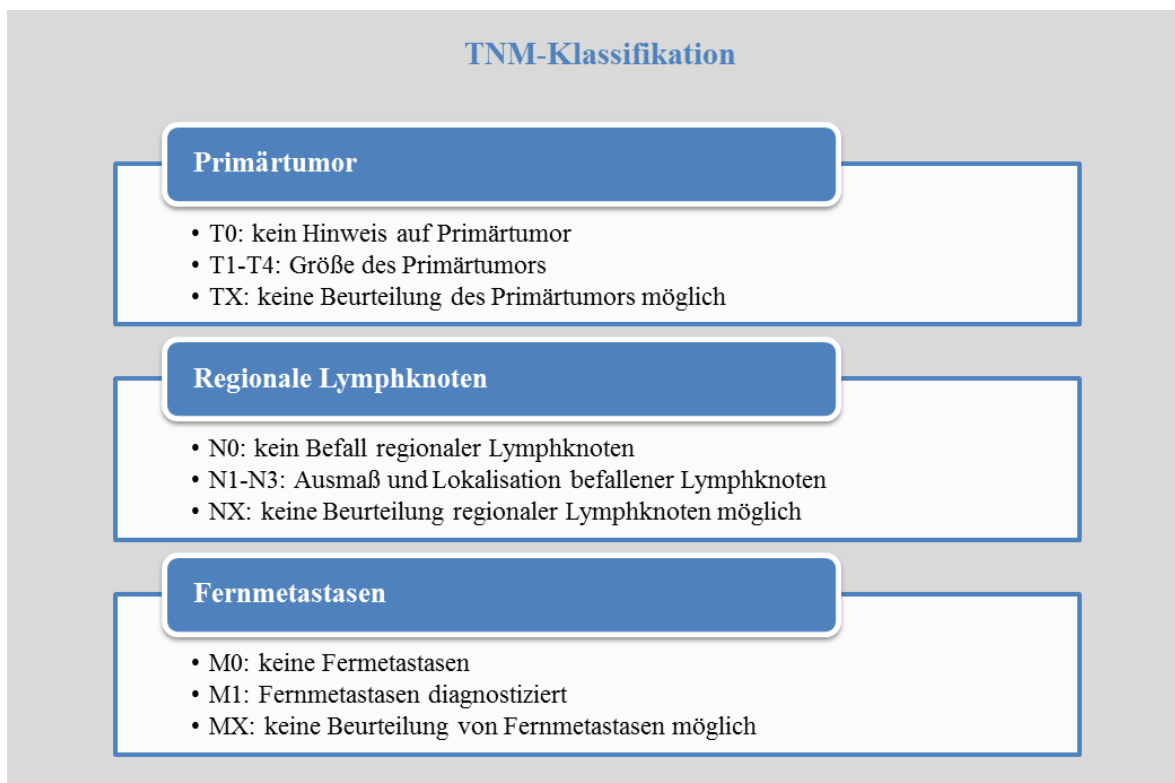 TNM-Klassifikation
Primärtumor
• T0: kein Hinweis auf Primärtumor
• T1-T4: Größe des Primärtumors
• TX: keine Beurteilung des Primärtumors möglich
Regionale Lymphknoten
• N0: kein Befall regionaler Lymphknoten
• N1-N3: Ausmaß und Lokalisation befallener Lymphknoten
• NX: keine Beurteilung regionaler Lymphknoten möglich
Fernmetastasen
• M0: keine Fermetastasen
• M1: Fernmetastasen diagnostiziert
• MX: keine Beurteilung von Fernmetastasen möglich